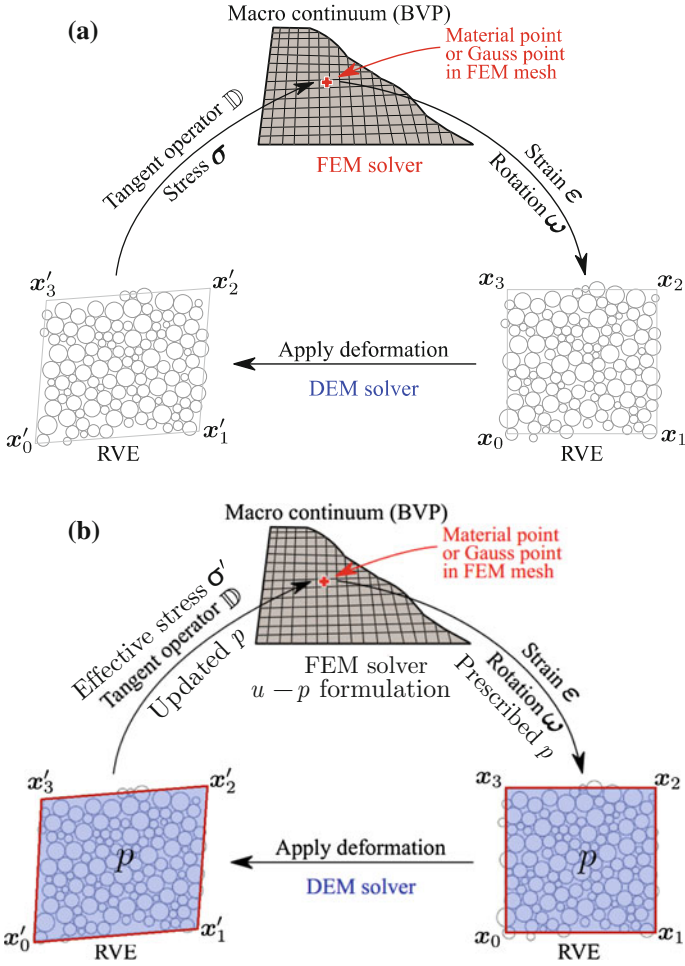 (a)
Macro continuum (BVP)
Material point
or Gauss point
in FEM mesh
Tangent operator 𝔻
Stress σ
FEM solver
Strain ε
Rotation ω
x′3
x′2
x3
x2
Apply deformation
DEM solver
x′0
x′1
x0
x1
RVE
RVE
(b)
Macro continuum (BVP)
Material point
or Gauss point
in FEM mesh
Effective stress σ′
Tangent operator 𝔻
Updated p
FEM solver
u − p formulation
Strain ε
Rotation ω
Prescribed p
x′3
x′2
x3
x2
p
p
Apply deformation
DEM solver
x′0
x′1
x0
x1
RVE
RVE